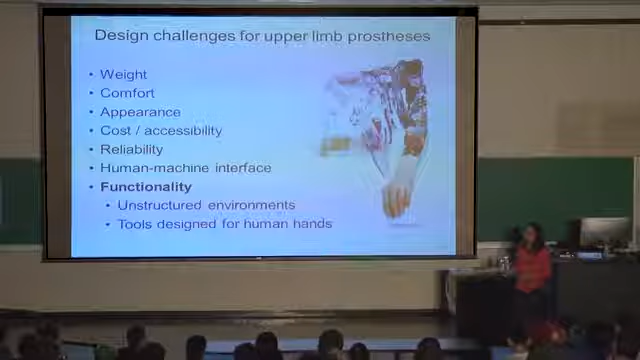 Design challenges for upper limb prostheses
• Weight
• Comfort
• Appearance
• Cost / accessibility
• Reliability
• Human-machine interface
• Functionality
• Unstructured environments
• Tools designed for human hands